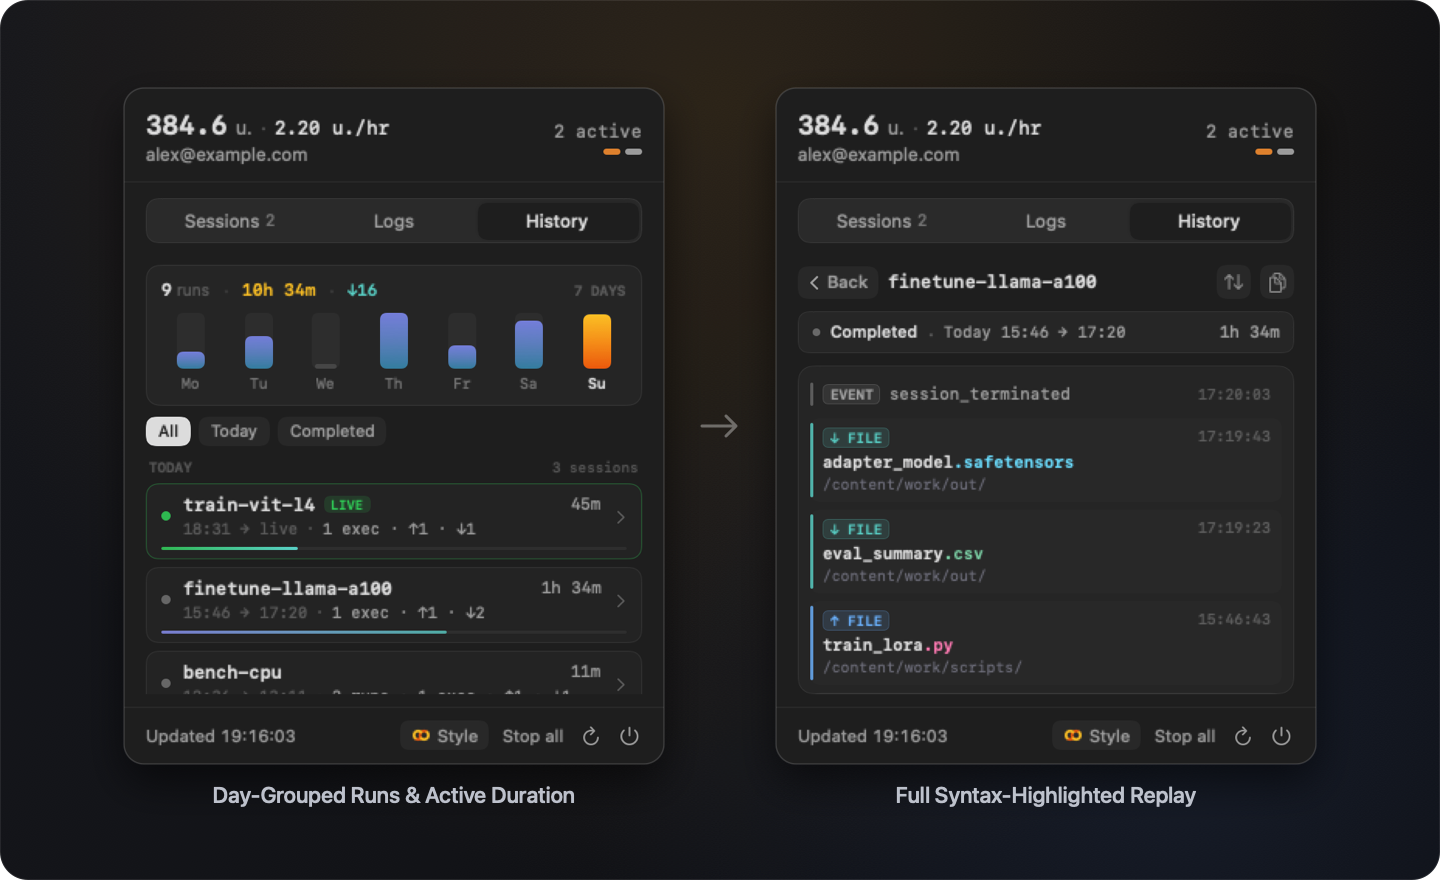 384.6 u. · 2.20 u./hr
2 active
alex@example.com
Sessions 2
Logs
History
9 runs · 10h 34m · ↓16
7 DAYS
Mo Tu We Th Fr Sa Su
All
Today
Completed
TODAY
3 sessions
train-vit-l4 LIVE
45m
18:31 → live · 1 exec · ↑1 · ↓1
finetune-llama-a100
1h 34m
15:46 → 17:20 · 1 exec · ↑1 · ↓2
bench-cpu
11m
Updated 19:16:03
Style
Stop all
Day-Grouped Runs & Active Duration
384.6 u. · 2.20 u./hr
2 active
alex@example.com
Sessions 2
Logs
History
Back
finetune-llama-a100
Completed · Today 15:46 → 17:20
1h 34m
EVENT session_terminated
17:20:03
↓ FILE
17:19:43
adapter_model.safetensors
/content/work/out/
↓ FILE
17:19:23
eval_summary.csv
/content/work/out/
↑ FILE
15:46:43
train_lora.py
/content/work/scripts/
Updated 19:16:03
Style
Stop all
Full Syntax-Highlighted Replay